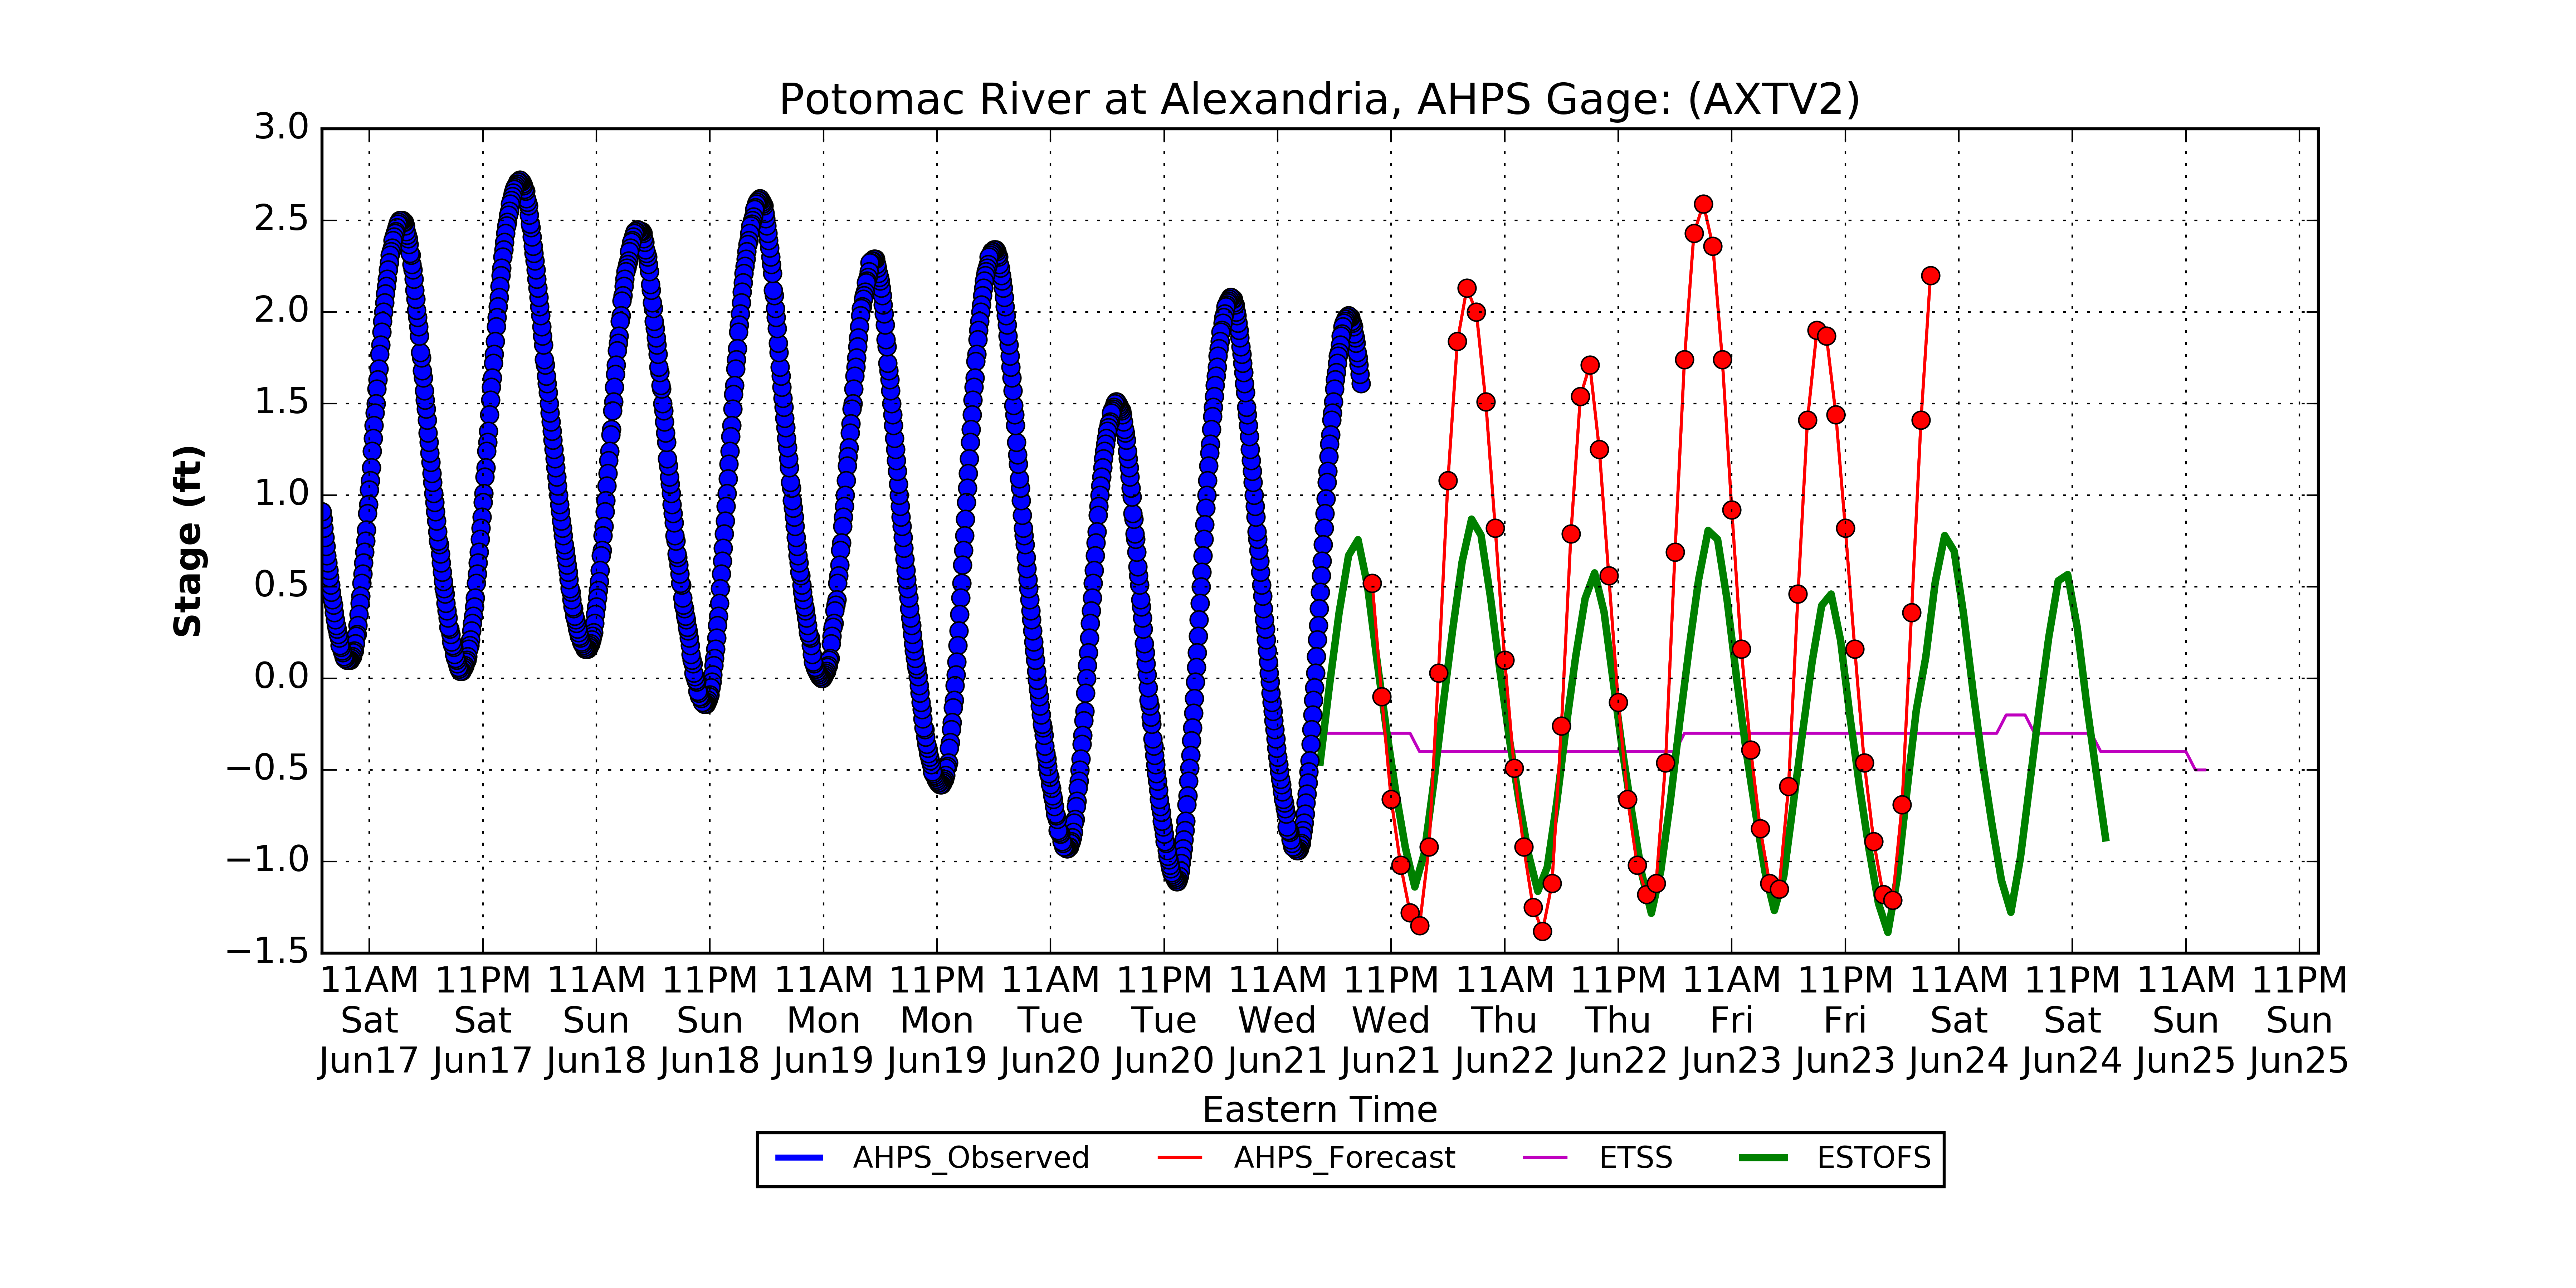 Potomac River at Alexandria, AHPS Gage: (AXTV2)
3.0
2.5
2.0
1.5
1.0
0.5
0.0
−0.5
−1.0
−1.5
Stage (ft)
11AM 11PM 11AM 11PM 11AM 11PM 11AM 11PM 11AM 11PM 11AM 11PM 11AM 11PM 11AM 11PM 11AM 11PM
Sat Sat Sun Sun Mon Mon Tue Tue Wed Wed Thu Thu Fri Fri Sat Sat Sun Sun
Jun17 Jun17 Jun18 Jun18 Jun19 Jun19 Jun20 Jun20 Jun21 Jun21 Jun22 Jun22 Jun23 Jun23 Jun24 Jun24 Jun25 Jun25
Eastern Time
AHPS_Observed AHPS_Forecast ETSS ESTOFS